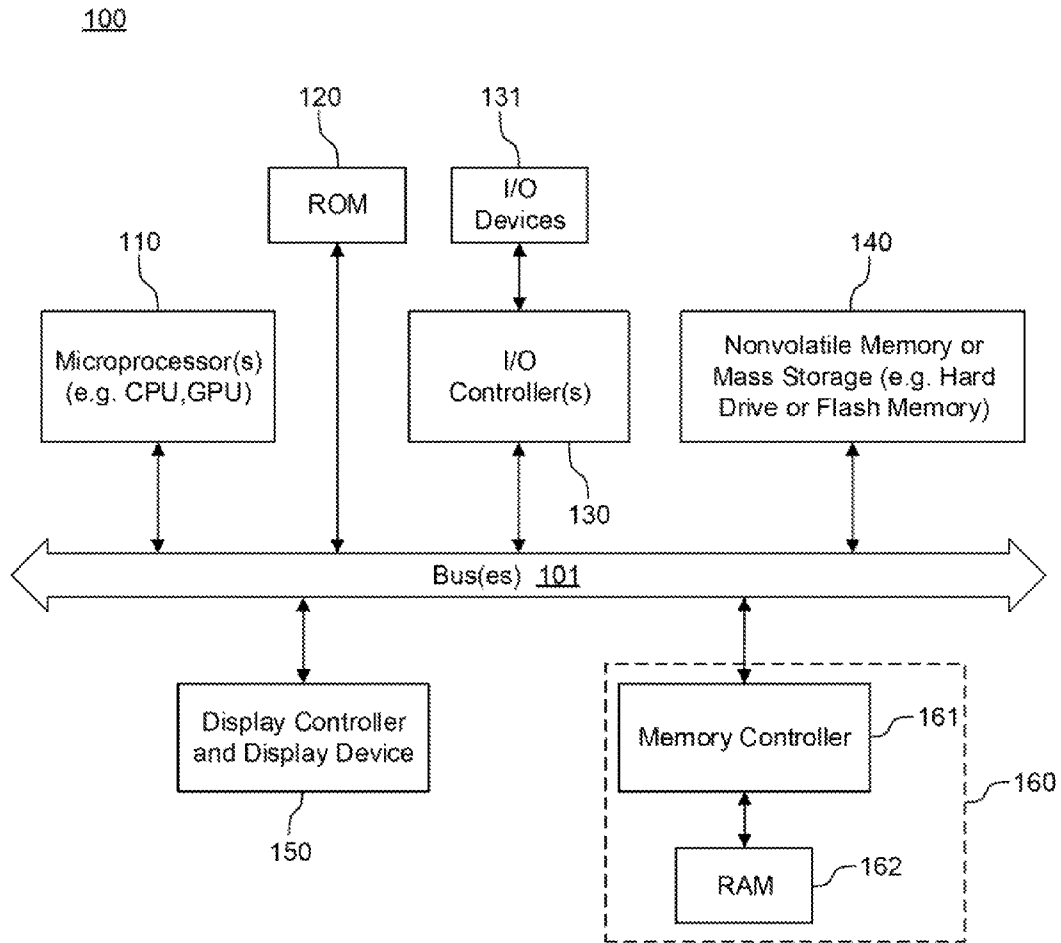 100
120
131
ROM
I/O
Devices
110
140
Microprocessor(s)
(e.g. CPU,GPU)
I/O
Controller(s)
Nonvolatile Memory or
Mass Storage (e.g. Hard
Drive or Flash Memory)
130
Bus(es) 101
Display Controller
and Display Device
150
Memory Controller
161
160
RAM
162